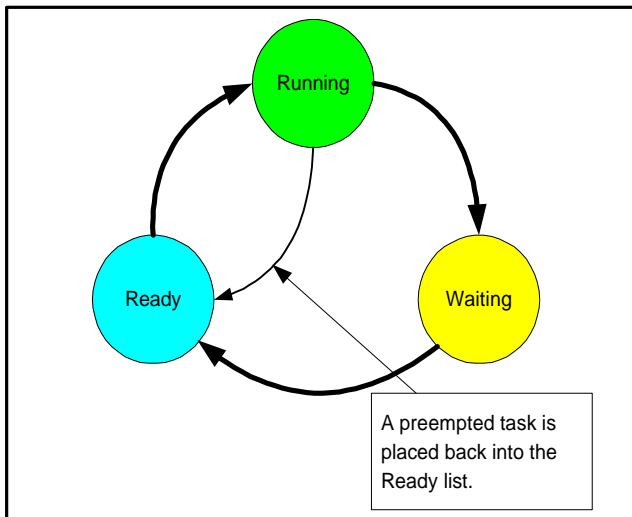 Running
Ready
Waiting
A preempted task is
placed back into the
Ready list.